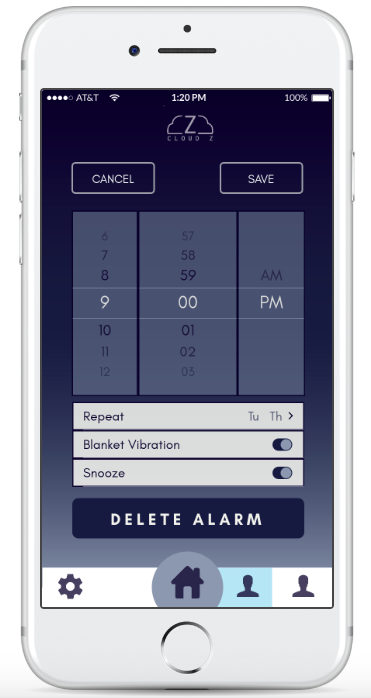 AT&T 1:20 PM 100%
Z
CLOUD Z
CANCEL SAVE
6 57
7 58
8 59 AM
9 00 PM
10 01
11 02
12 03
Repeat Tu Th >
Blanket Vibration
Snooze
DELETE ALARM